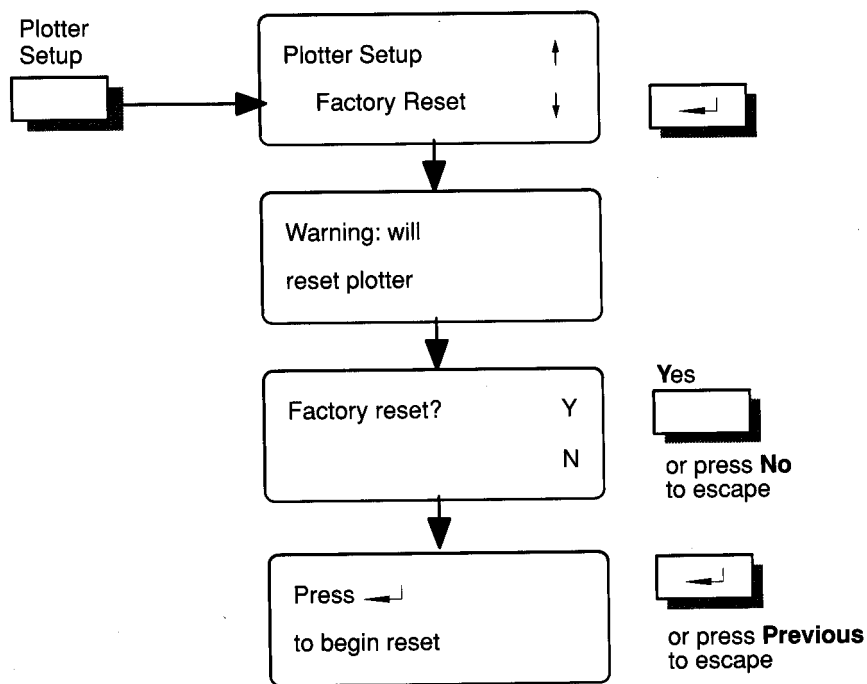 Plotter
Setup
Plotter Setup ↑
Factory Reset ↓
Warning: will
reset plotter
Factory reset? Y
N
Yes
or press No
to escape
Press ↵
to begin reset
or press Previous
to escape